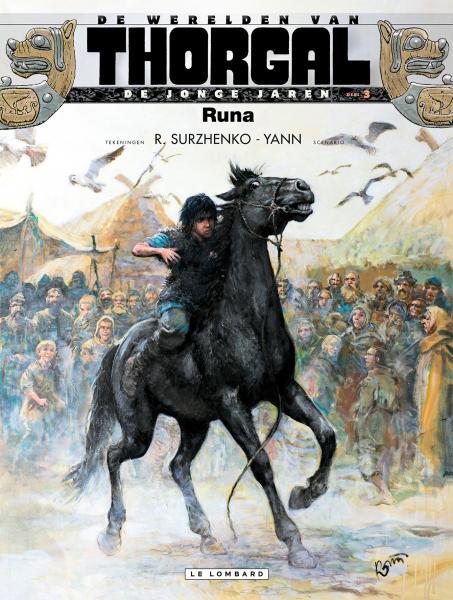 DE WERELDEN VAN
THORGAL
DE JONGE JAREN DEEL 3
Runa
TEKENINGEN R. SURZHENKO - YANN SCENARIO
LE LOMBARD